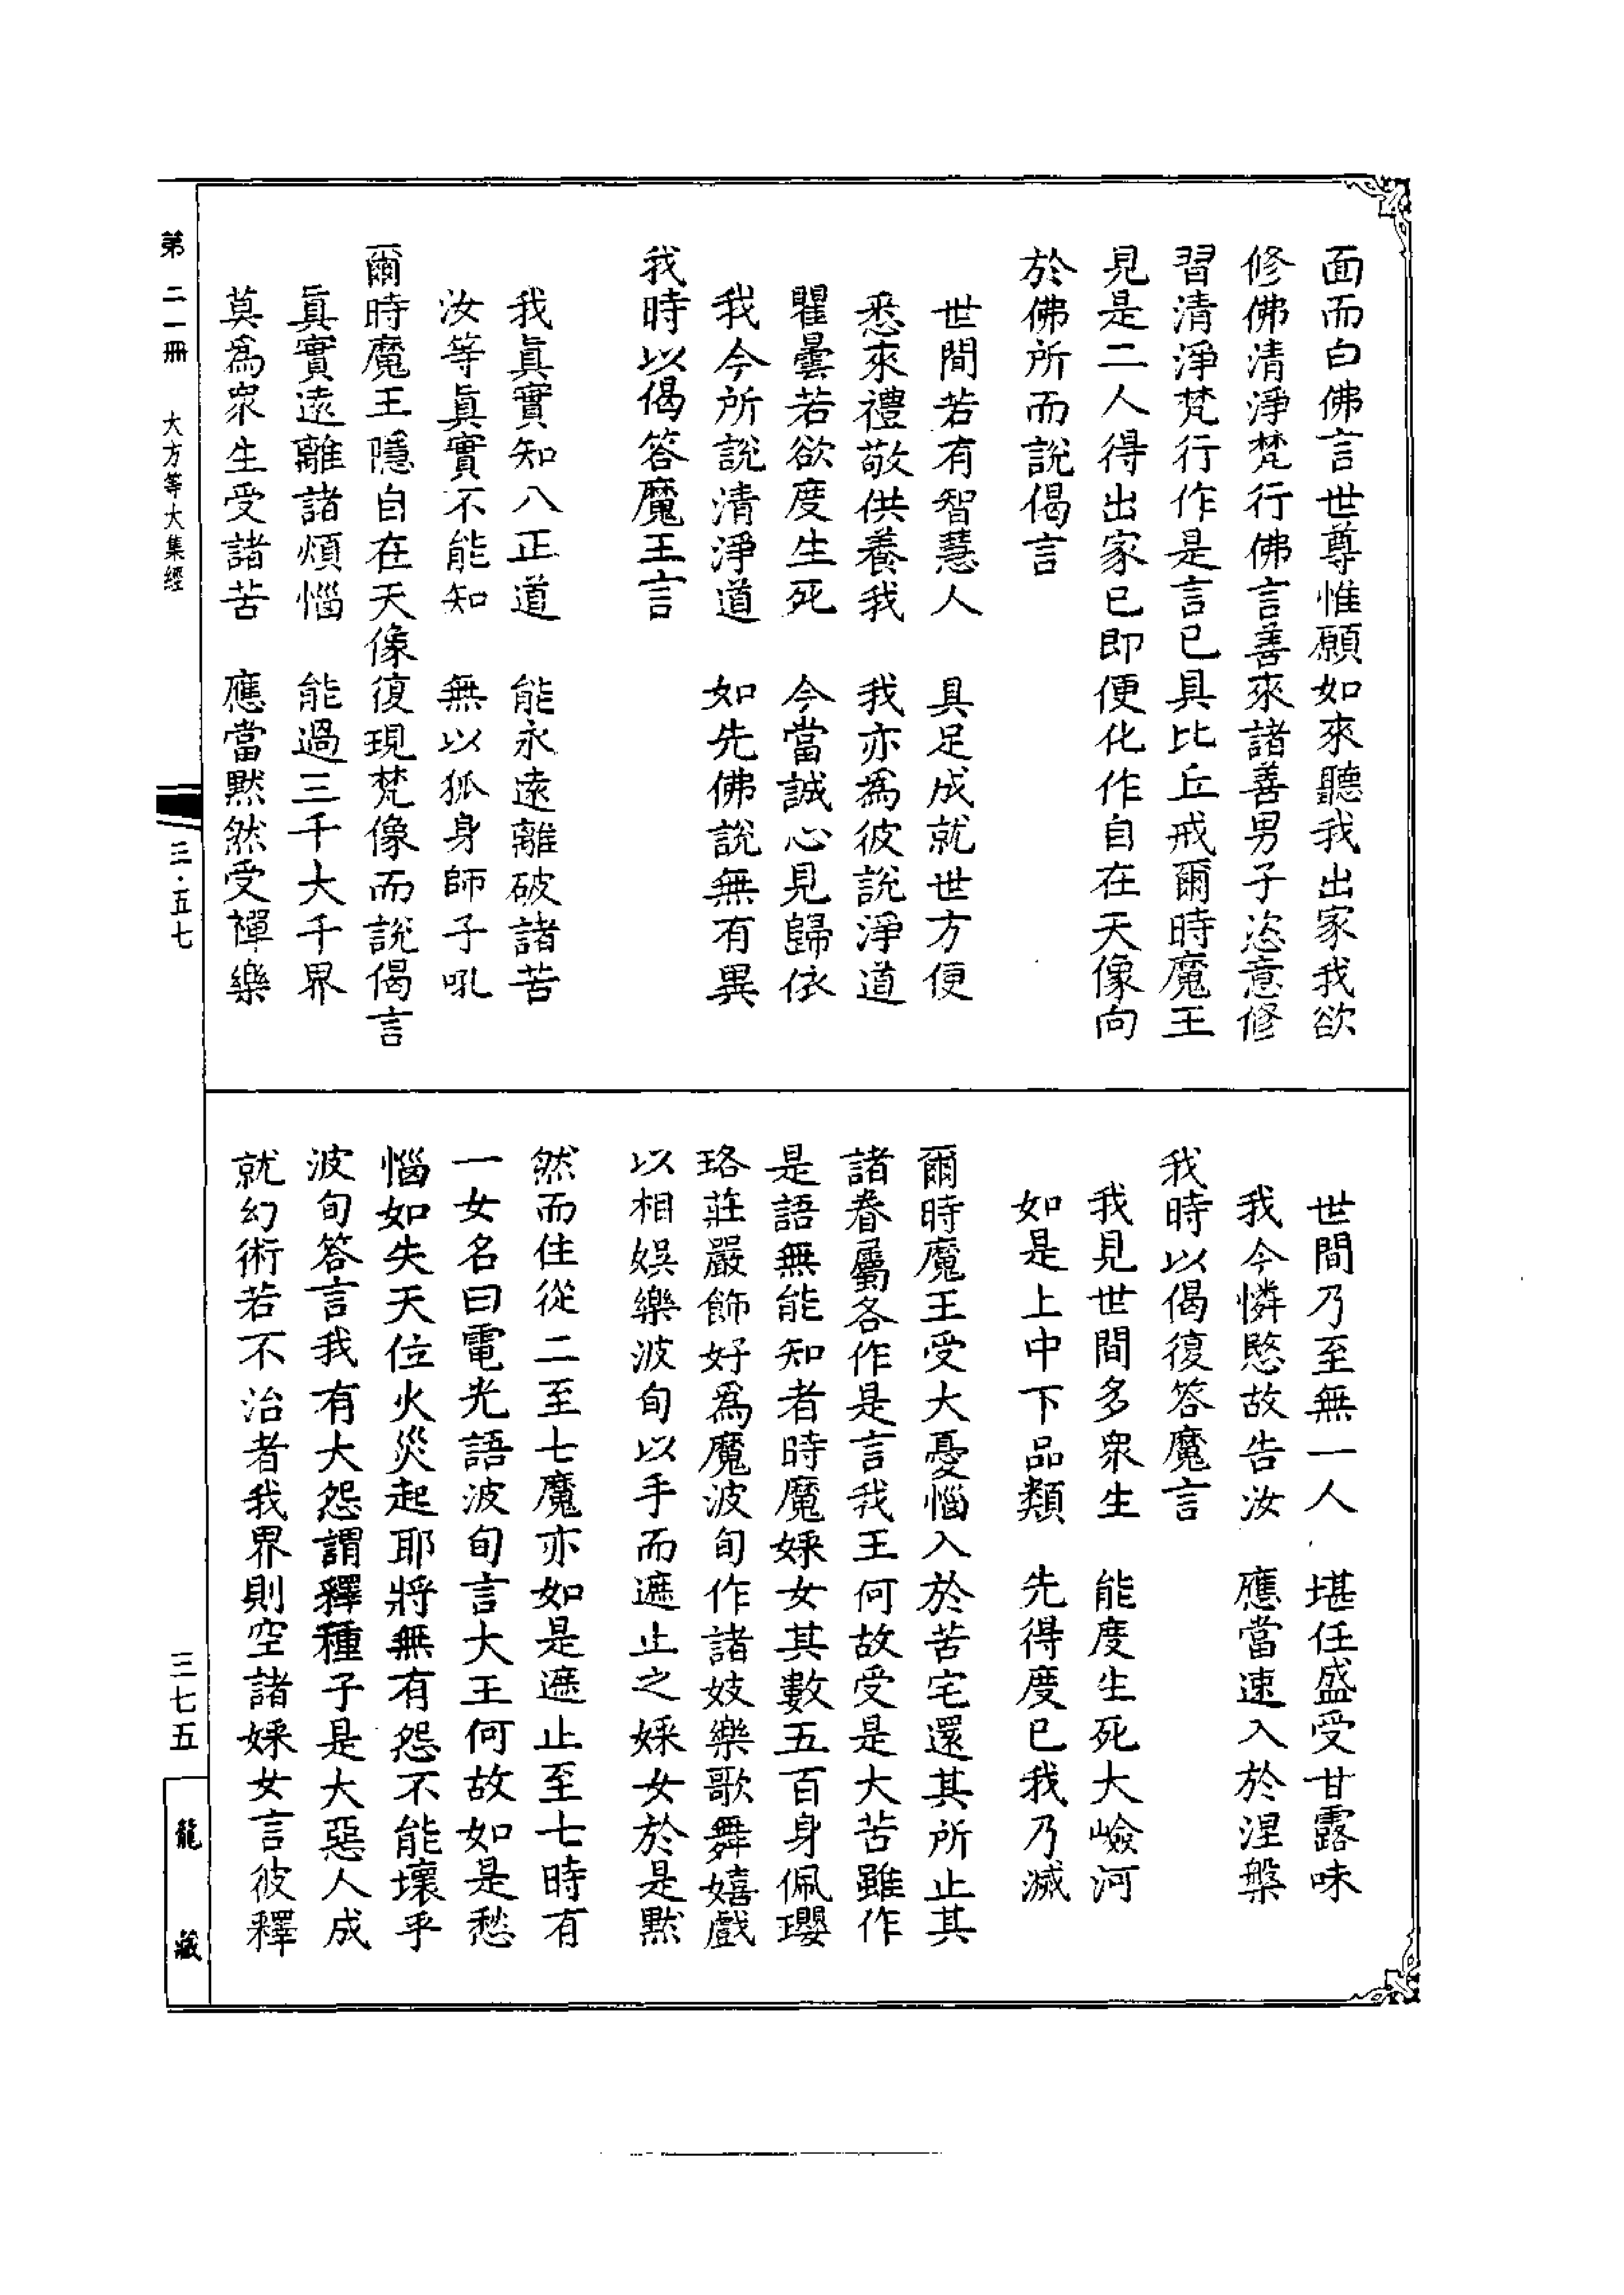 面而白佛言世尊惟願如來聽我出家我欲
修佛清淨梵行佛言善來諸善男子恣意修
習清淨梵行作是言已具比丘戒爾時魔王
見是二人得出家已即便化作自在天像向
於佛所而說偈言
世間若有智慧人　具足成就世方便
悉來禮敬供養我　我亦為彼說淨道
瞿曇若欲度生死　今當誠心見歸依
我今所說清淨道　如先佛說無有異
我時以偈答魔王言
我眞實知八正道　能永遠離破諸苦
汝等眞實不能知　無以狐身師子吼
爾時魔王隱自在天像復現梵像而說偈言
眞實遠離諸煩惱　能過三千大千界
莫爲眾生受諸苦　應當默然受禪樂
世間乃至無一人　堪任盛受甘露味
我今憐愍故告汝　應當速入於涅槃
我時以偈復答魔言
我見世間多眾生　能度生死大嶮河
如是上中下品類　先得度已我乃滅
爾時魔王受大憂惱入於苦宅還其所止其
諸眷屬各作是言我王何故受是大苦雖作
是語無能知者時魔婇女其數五百身佩瓔
珞莊嚴飾好爲魔波旬作諸妓樂歌舞嬉戲
以相娛樂波旬以手而遮止之婇女於是默
然而住從二至七魔亦如是遮止至七時有
一女名曰電光語波旬言大王何故如是愁
惱如失天位火災起耶將無有怨不能壞乎
波旬答言我有大怨謂釋種子是大惡人成
就幻術若不治者我界則空諸婇女言彼釋
第二一冊　大方等大集經　三·五七　三七五　龍藏